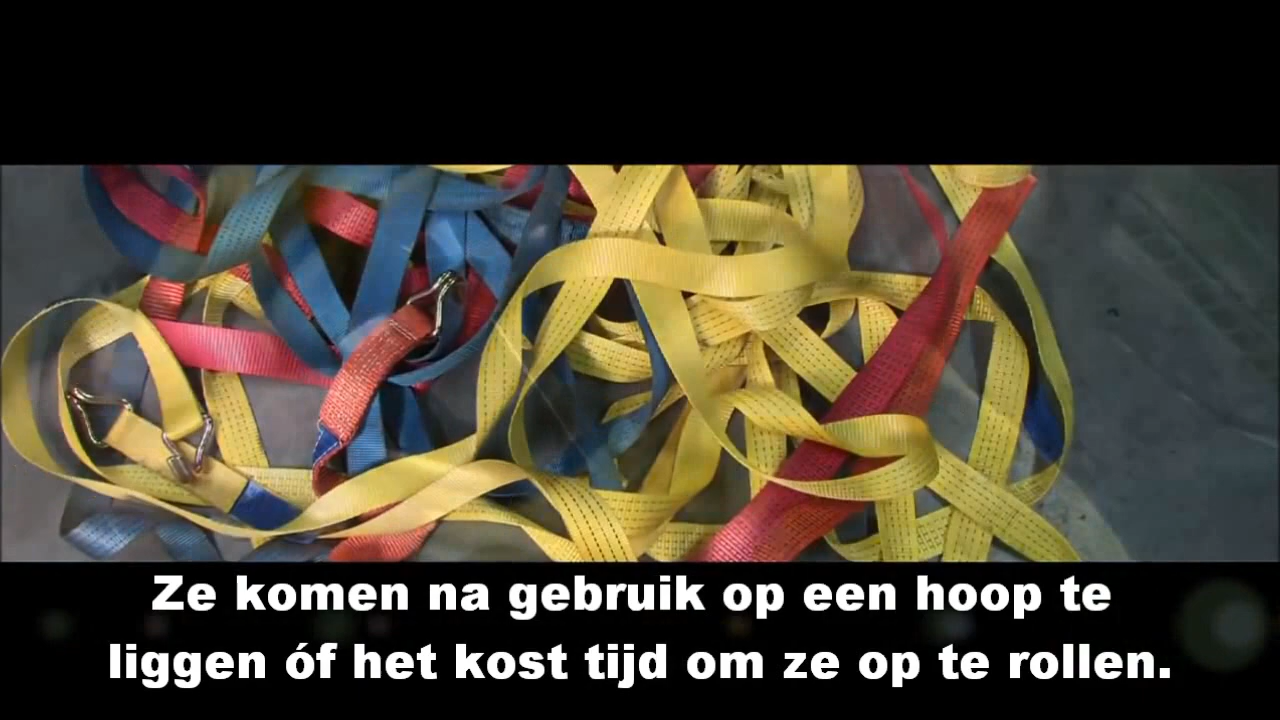 Ze komen na gebruik op een hoop te
liggen óf het kost tijd om ze op te rollen.